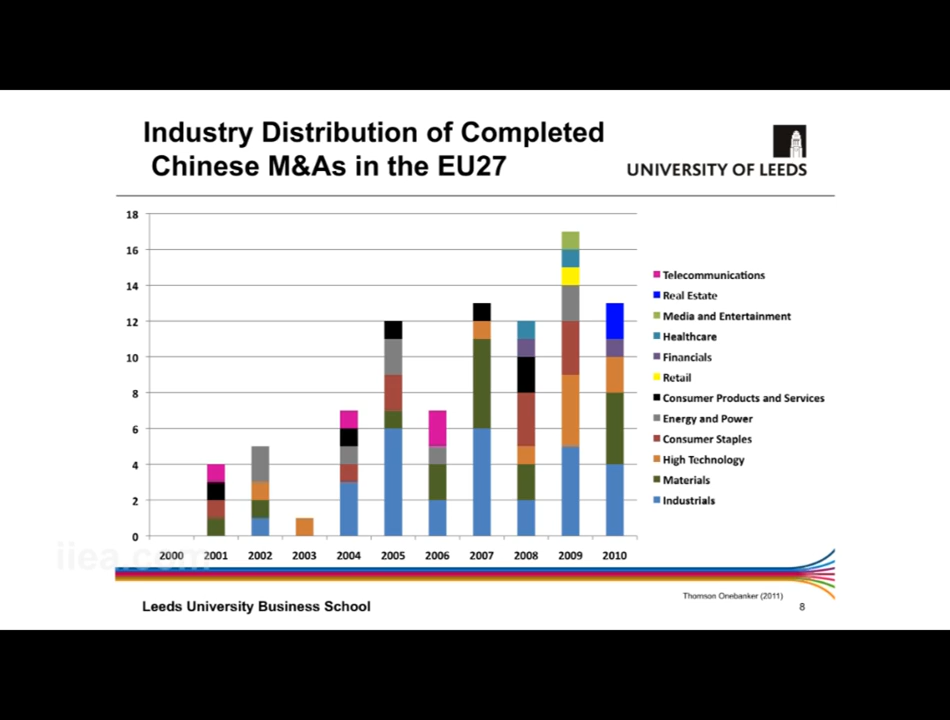 Industry Distribution of Completed
Chinese M&As in the EU27
UNIVERSITY OF LEEDS
18
16
14
12
10
8
6
4
2
0
2000 2001 2002 2003 2004 2005 2006 2007 2008 2009 2010
Telecommunications
Real Estate
Media and Entertainment
Healthcare
Financials
Retail
Consumer Products and Services
Energy and Power
Consumer Staples
High Technology
Materials
Industrials
iiea.com
Thomson Onebanker (2011)
Leeds University Business School
8